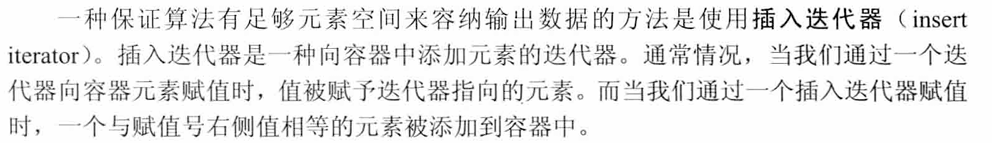 一种保证算法有足够元素空间来容纳输出数据的方法是使用插入迭代器（insert
iterator）。插入迭代器是一种向容器中添加元素的迭代器。通常情况，当我们通过一个迭
代器向容器元素赋值时，值被赋予迭代器指向的元素。而当我们通过一个插入迭代器赋值
时，一个与赋值号右侧值相等的元素被添加到容器中。